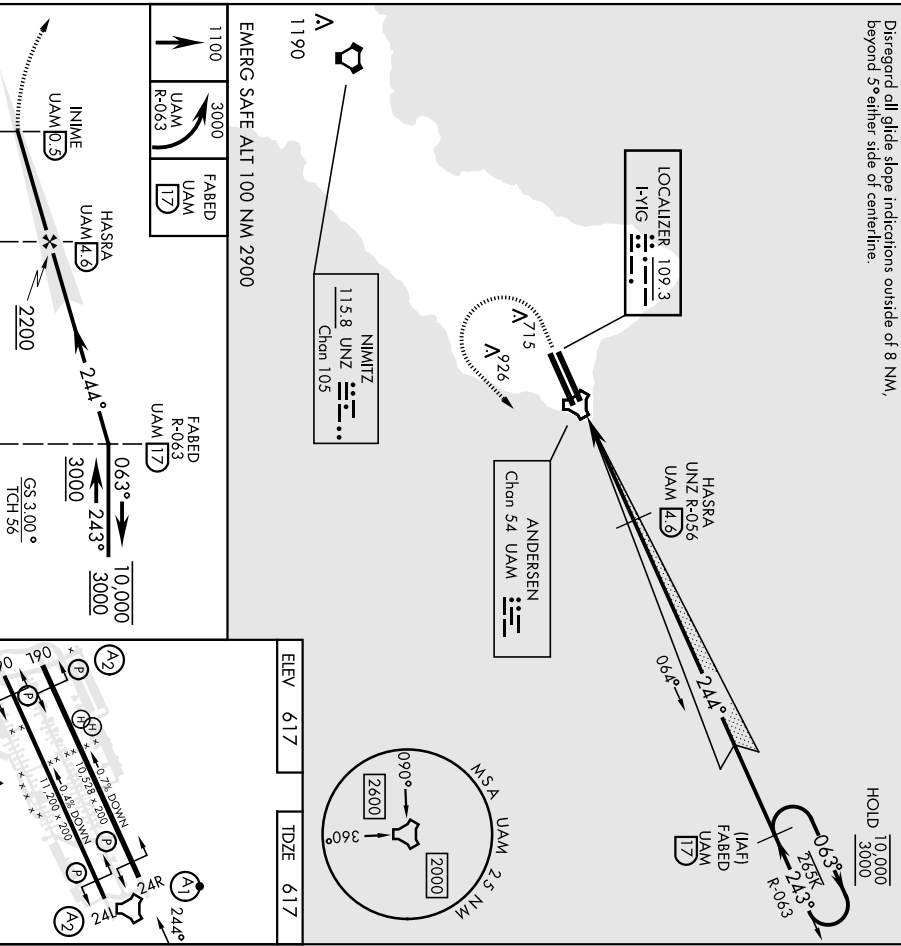 Disregard all glide slope indications outside of 8 NM,
beyond 5° either side of centerline.
HOLD 10,000
3000
063°
265K
243°
R-063
(IAF)
FABED
UAM
17
LOCALIZER 109.3
I-YIG
HASRA
UNZ R-056
UAM 4.6
244°
064°
715
926
ANDERSEN
Chan 54 UAM
NIMITZ
115.8 UNZ
Chan 105
1190
MSA UAM 25 NM
090°
2600
360°
2000
EMERG SAFE ALT 100 NM 2900
1100
3000
UAM
R-063
FABED
UAM
17
INIME
UAM 0.5
HASRA
UAM 4.6
2200
244°
FABED
R-063
UAM 17
063°
243°
3000
10,000
3000
GS 3.00°
TCH 56
ELEV 617
TDZE 617
A2
P
190
P
H
H
0.7% DOWN
10,528 x 200
0.4% DOWN
11,200 x 200
P
P
24R
24L
A1
A2
244°